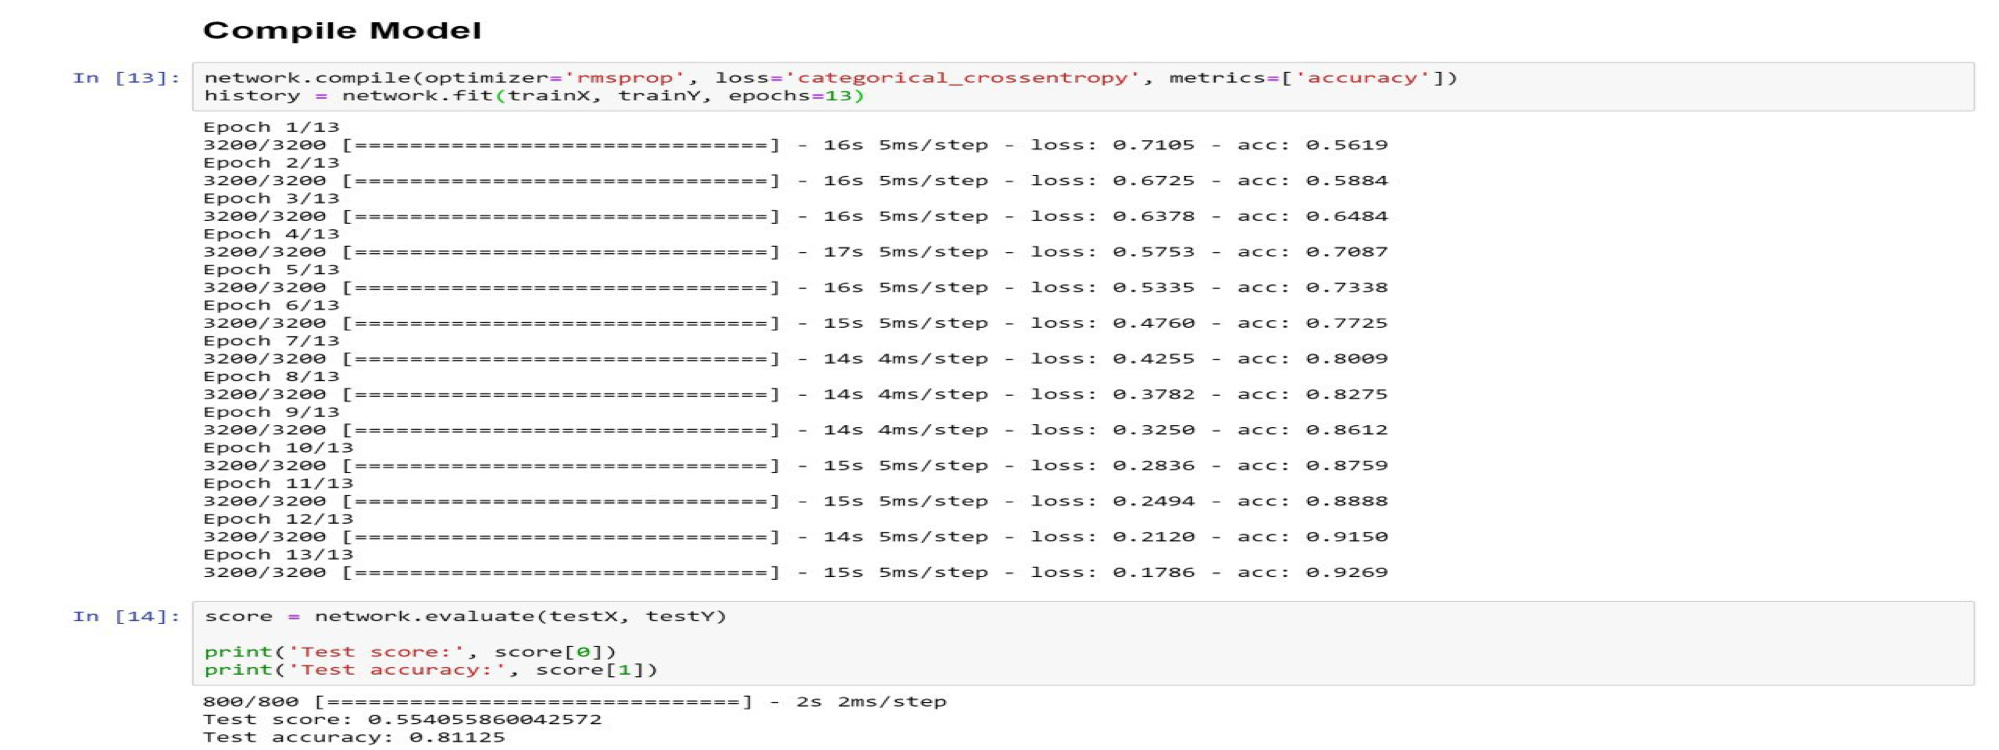 Compile Model
In [13]: network.compile(optimizer='rmsprop', loss='categorical_crossentropy', metrics=['accuracy'])
history = network.fit(trainX, trainY, epochs=13)
Epoch 1/13
3200/3200 [==============================] - 16s 5ms/step - loss: 0.7105 - acc: 0.5619
Epoch 2/13
3200/3200 [==============================] - 16s 5ms/step - loss: 0.6725 - acc: 0.5884
Epoch 3/13
3200/3200 [==============================] - 16s 5ms/step - loss: 0.6378 - acc: 0.6484
Epoch 4/13
3200/3200 [==============================] - 17s 5ms/step - loss: 0.5753 - acc: 0.7087
Epoch 5/13
3200/3200 [==============================] - 16s 5ms/step - loss: 0.5335 - acc: 0.7338
Epoch 6/13
3200/3200 [==============================] - 15s 5ms/step - loss: 0.4760 - acc: 0.7725
Epoch 7/13
3200/3200 [==============================] - 14s 4ms/step - loss: 0.4255 - acc: 0.8009
Epoch 8/13
3200/3200 [==============================] - 14s 4ms/step - loss: 0.3782 - acc: 0.8275
Epoch 9/13
3200/3200 [==============================] - 14s 4ms/step - loss: 0.3250 - acc: 0.8612
Epoch 10/13
3200/3200 [==============================] - 15s 5ms/step - loss: 0.2836 - acc: 0.8759
Epoch 11/13
3200/3200 [==============================] - 15s 5ms/step - loss: 0.2494 - acc: 0.8888
Epoch 12/13
3200/3200 [==============================] - 14s 5ms/step - loss: 0.2120 - acc: 0.9150
Epoch 13/13
3200/3200 [==============================] - 15s 5ms/step - loss: 0.1786 - acc: 0.9269
In [14]: score = network.evaluate(testX, testY)
print('Test score:', score[0])
print('Test accuracy:', score[1])
800/800 [==============================] - 2s 2ms/step
Test score: 0.554055860042572
Test accuracy: 0.81125